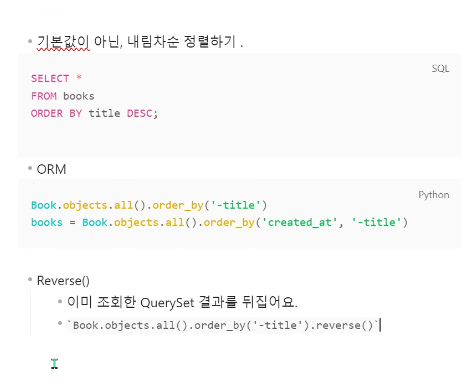 기본값이 아닌, 내림차순 정렬하기 .
SQL
SELECT *
FROM books
ORDER BY title DESC;
ORM
Python
Book.objects.all().order_by('-title')
books = Book.objects.all().order_by('created_at', '-title')
Reverse()
이미 조회한 QuerySet 결과를 뒤집어요.
`Book.objects.all().order_by('-title').reverse()`